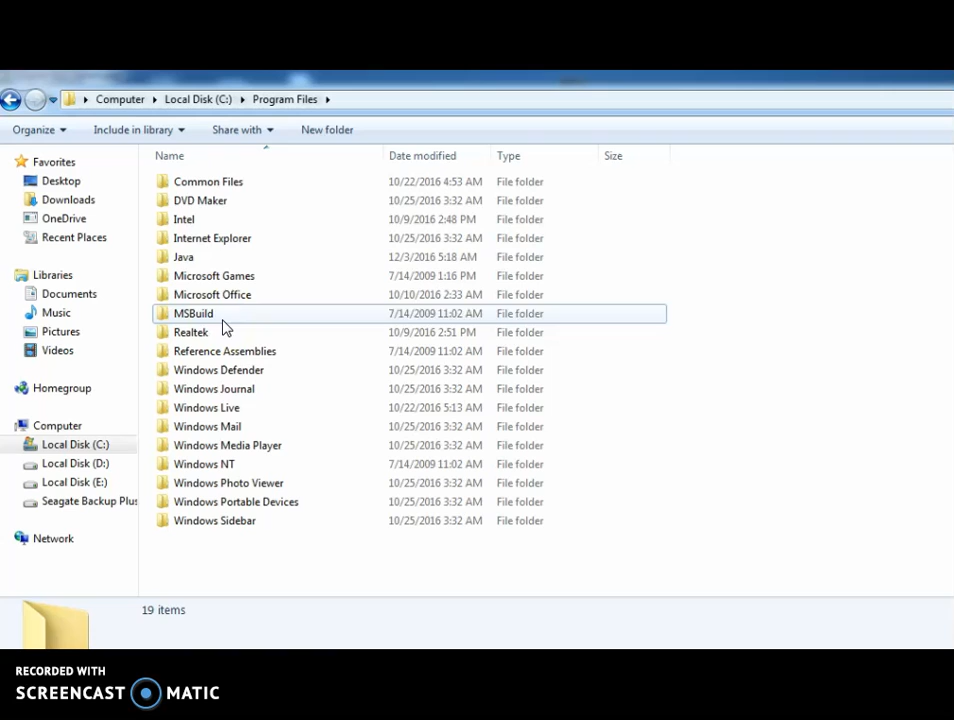 Computer Local Disk (C:) Program Files
Organize Include in library Share with New folder
Name Date modified Type Size
Favorites
Desktop
Downloads
OneDrive
Recent Places
Libraries
Documents
Music
Pictures
Videos
Homegroup
Computer
Local Disk (C:)
Local Disk (D:)
Local Disk (E:)
Seagate Backup Plus
Network
Common Files 10/22/2016 4:53 AM File folder
DVD Maker 10/25/2016 3:32 AM File folder
Intel 10/9/2016 2:48 PM File folder
Internet Explorer 10/25/2016 3:32 AM File folder
Java 12/3/2016 5:18 AM File folder
Microsoft Games 7/14/2009 1:16 PM File folder
Microsoft Office 10/10/2016 2:33 AM File folder
MSBuild 7/14/2009 11:02 AM File folder
Realtek 10/9/2016 2:51 PM File folder
Reference Assemblies 7/14/2009 11:02 AM File folder
Windows Defender 10/25/2016 3:32 AM File folder
Windows Journal 10/25/2016 3:32 AM File folder
Windows Live 10/22/2016 5:13 AM File folder
Windows Mail 10/25/2016 3:32 AM File folder
Windows Media Player 10/25/2016 3:32 AM File folder
Windows NT 7/14/2009 11:02 AM File folder
Windows Photo Viewer 10/25/2016 3:32 AM File folder
Windows Portable Devices 10/25/2016 3:32 AM File folder
Windows Sidebar 10/25/2016 3:32 AM File folder
19 items
RECORDED WITH
SCREENCAST MATIC